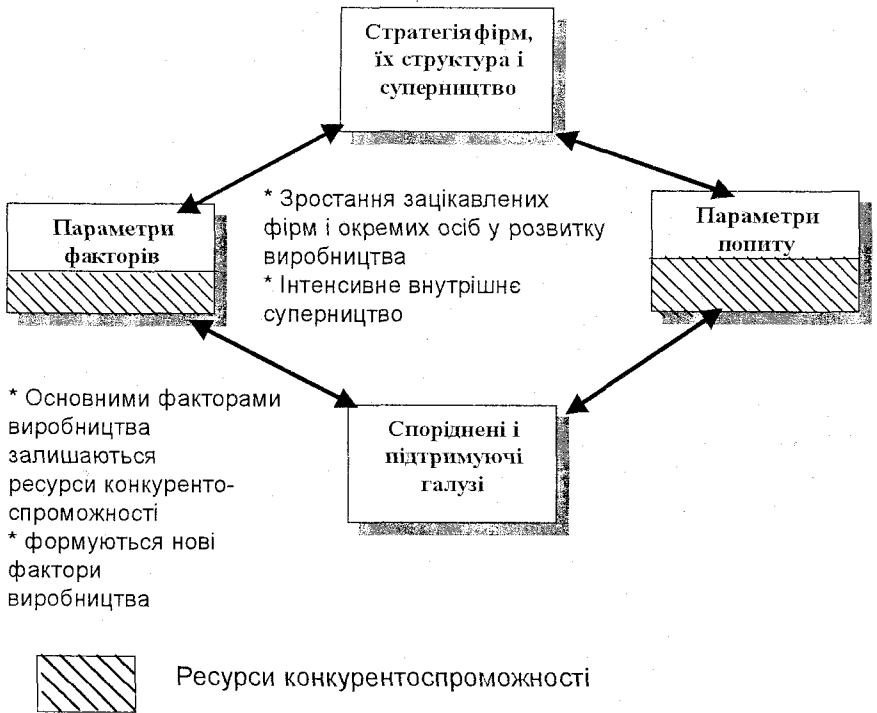 Стратегія фірм,
їх структура і
суперництво
* Зростання зацікавлених
фірм і окремих осіб у розвитку
виробництва
* Інтенсивне внутрішнє
суперництво
Параметри
факторів
Параметри
попиту
* Основними факторами
виробництва
залишаються
ресурси конкуренто-
спроможності
* формуються нові
фактори
виробництва
Споріднені і
підтримуючі
галузі
Ресурси конкурентоспроможності